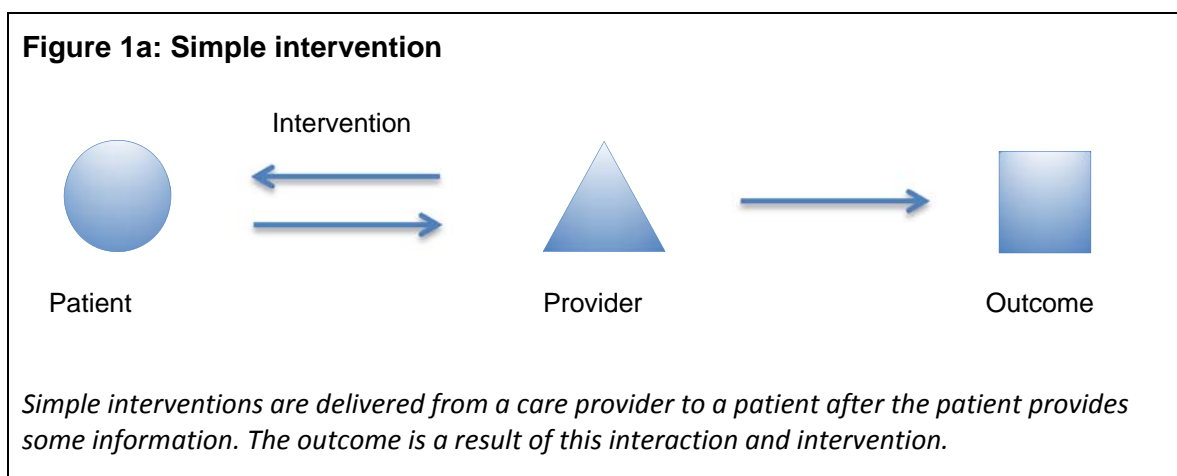 Figure 1a: Simple intervention
Intervention
Patient
Provider
Outcome
Simple interventions are delivered from a care provider to a patient after the patient provides
some information. The outcome is a result of this interaction and intervention.